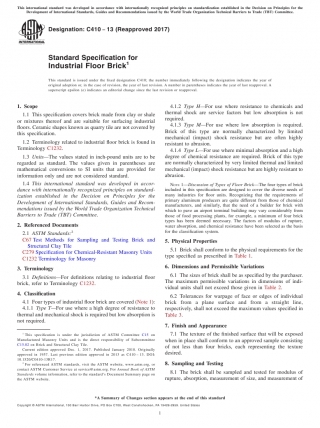 This international standard was developed in accordance with internationally recognized principles on standardization established in the Decision on Principles for the
Development of International Standards, Guides and Recommendations issued by the World Trade Organization Technical Barriers to Trade (TBT) Committee.
Designation: C410 – 13 (Reapproved 2017)
Standard Specification for
Industrial Floor Brick¹
This standard is issued under the fixed designation C410; the number immediately following the designation indicates the year of
original adoption or, in the case of revision, the year of last revision. A number in parentheses indicates the year of last reapproval. A
superscript epsilon (ε) indicates an editorial change since the last revision or reapproval.
1. Scope
1.1 This specification covers brick made from clay or shale
or mixtures thereof and are suitable for surfacing industrial
floors. Ceramic shapes known as quarry tile are not covered by
this specification.
1.2 Terminology related to industrial floor brick is found in
Terminology C1232.
1.3 Units—The values stated in inch-pound units are to be
regarded as standard. The values given in parentheses are
mathematical conversions to SI units that are provided for
information only and are not considered standard.
1.4 This international standard was developed in accor-
dance with internationally recognized principles on standard-
ization established in the Decision on Principles for the
Development of International Standards, Guides and Recom-
mendations issued by the World Trade Organization Technical
Barriers to Trade (TBT) Committee.
2. Referenced Documents
2.1 ASTM Standards:²
C67 Test Methods for Sampling and Testing Brick and
Structural Clay Tile
C279 Specification for Chemical-Resistant Masonry Units
C1232 Terminology for Masonry
3. Terminology
3.1 Definitions—For definitions relating to industrial floor
brick, refer to Terminology C1232.
4. Classification
4.1 Four types of industrial floor brick are covered (Note 1):
4.1.1 Type T—For use where a high degree of resistance to
thermal and mechanical shock is required but low absorption is
not required.
¹ This specification is under the jurisdiction of ASTM Committee C15 on
Manufactured Masonry Units and is the direct responsibility of Subcommittee
C15.02 on Brick and Structural Clay Tile.
Current edition approved Dec. 1, 2017. Published January 2018. Originally
approved in 1957. Last previous edition approved in 2013 as C410 – 13. DOI:
² For referenced ASTM standards, visit the ASTM website, www.astm.org, or
contact ASTM Customer Service at service@astm.org. For Annual Book of ASTM
Standards volume information, refer to the standard's Document Summary page on
the ASTM website.
4.1.2 Type H—For use where resistance to chemicals and
thermal shock are service factors but low absorption is not
required.
4.1.3 Type M—For use where low absorption is required.
Brick of this type are normally characterized by limited
mechanical (impact) shock resistance but are often highly
resistant to abrasion.
4.1.4 Type L—For use where minimal absorption and a high
degree of chemical resistance are required. Brick of this type
are normally characterized by very limited thermal and limited
mechanical (impact) shock resistance but are highly resistant to
abrasion.
NOTE 1—Discussion of Types of Floor Brick—The four types of brick
included in this specification are designed to cover the diverse needs of
many industries for floor units. Recognizing that the requirements of
primary aluminum producers are quite different from those of chemical
manufacturers, and similarly, that the need of a builder for brick with
which to pave an airport terminal building may vary considerably from
those of food processing plants, for example, a minimum of four brick
types has been deemed necessary. The factors of modulus of rupture,
water absorption, and chemical resistance have been selected as the basis
for the classification system.
5. Physical Properties
5.1 Brick shall conform to the requirements for the
type specified as prescribed in Table 1.
6. Dimensions and Permissible Variations
6.1 The sizes of brick shall be as specified by the purchaser.
The maximum permissible variations in dimensions of indi-
vidual units shall not exceed those given in Table 2.
6.2 Tolerances for warpage of face or edges of individual
brick from a plane surface and from a straight line,
respectively, shall not exceed the maximum values specified in
Table 3.
7. Finish and Appearance
7.1 The texture of the finished surface that will be exposed
when in place shall conform to an approved sample consisting
of not less than four bricks, each representing the texture
desired.
8. Sampling and Testing
8.1 The brick shall be sampled and tested for modulus of
rupture, absorption, measurement of size, and measurement of
*A Summary of Changes section appears at the end of this standard
Copyright © ASTM International, 100 Barr Harbor Drive, PO Box C700, West Conshohocken, PA 19428-2959. United States
1